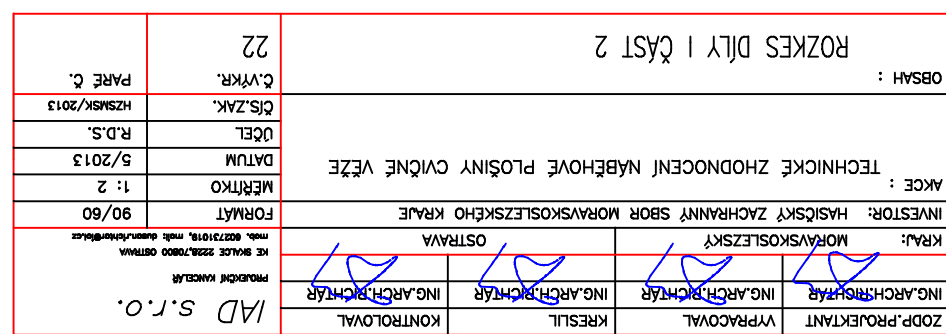 ZODP.PROJEKTANT VYPRACOVAL KRESLIL KONTROLOVAL
ING.ARCH.RICHTÁR ING.ARCH.RICHTÁR ING.ARCH.H.RICHTÁR ING.ARCH.H.RICHTÁR
IAD s.r.o.
PROJEKČNÍ KANCELÁŘ
KE SKALCE 2228,70800 OSTRAVA
mob. 602731019, mail: dusan.richtar@iol.cz
KRAJ: MORAVSKOSLEZSKÝ OSTRAVA
INVESTOR: HASIČSKÝ ZACHRANNÝ SBOR MORAVSKOSLEZSKÉHO KRAJE
AKCE :
TECHNICKÉ ZHODNOCENÍ NÁBĚHOVÉ PLOŠINY CVIČNÉ VĚŽE
FORMÁT 90/60
MĚŘÍTKO 1: 2
DATUM 5/2013
ÚČEL R.D.S.
ČÍS.ZAK. HZSMSK/2013
OBSAH :
ROZKES DÍLY I ČÁST 2
Č.VÝKR. PARÉ Č.
22